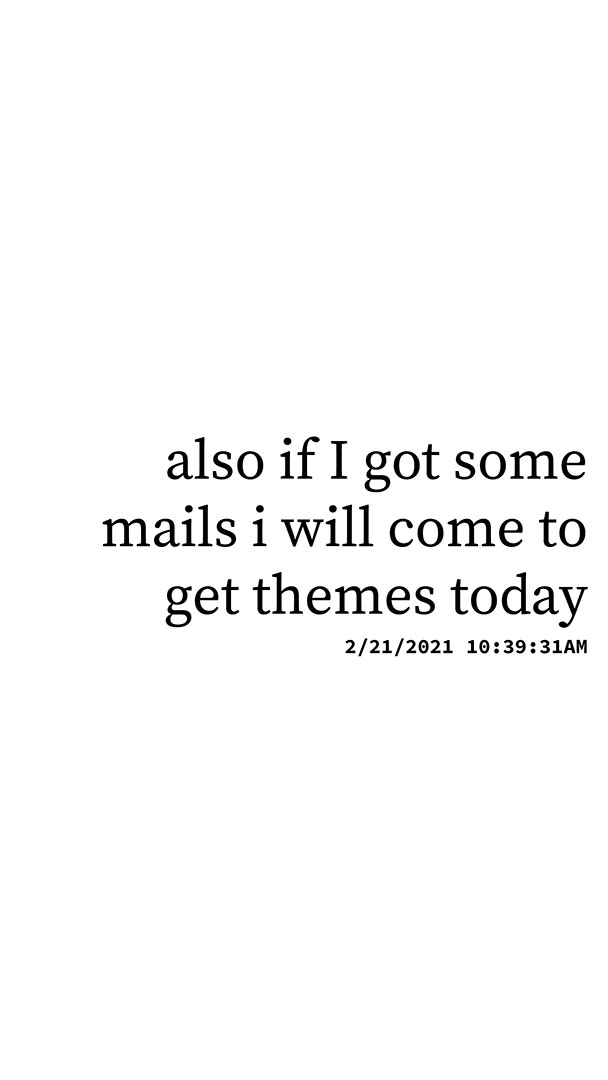 also if I got some
mails i will come to
get themes today
2/21/2021 10:39:31AM